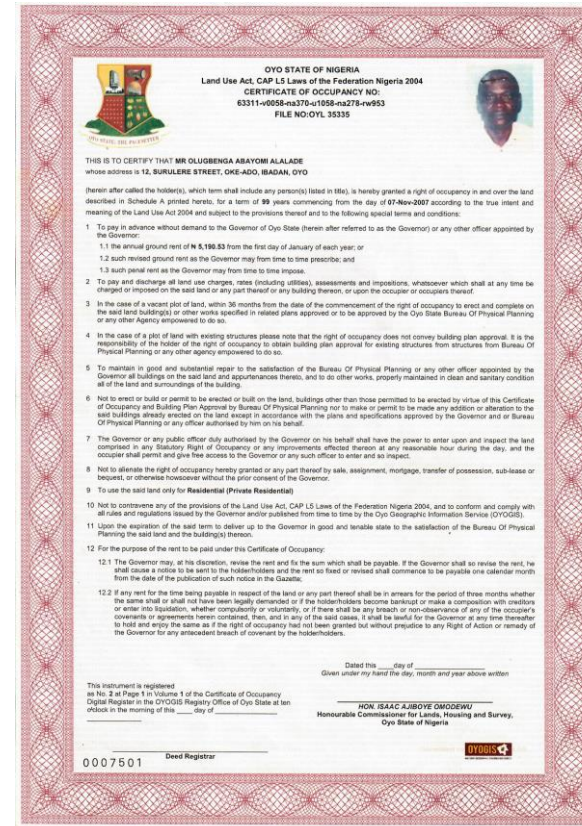 OYO STATE OF NIGERIA
Land Use Act, CAP L5 Laws of the Federation Nigeria 2004
CERTIFICATE OF OCCUPANCY NO:
63311-v0058-na370-u1058-na278-rw953
FILE NO:OYL 35335
THIS IS TO CERTIFY THAT MR OLUGBENGA ABAYOMI ALALADE
whose address is 12, SURULERE STREET, OKE-ADO, IBADAN, OYO
(herein after called the holder(s), which term shall include any person(s) listed in title), is hereby granted a right of occupancy in and over the land
described in Schedule A printed hereto, for a term of 99 years commencing from the day of 07-Nov-2007 according to the true intent and
meaning of the Land Use Act 2004 and subject to the provisions thereof and to the following special terms and conditions:
1 To pay in advance without demand to the Governor of Oyo State (herein after referred to as the Governor) or any other officer appointed by
the Governor:
1.1 the annual ground rent of ₦ 5,190.53 from the first day of January of each year; or
1.2 such revised ground rent as the Governor may from time to time prescribe; and
1.3 such penal rent as the Governor may from time to time impose.
2 To pay and discharge all land use charges, rates (including utilities), assessments and impositions, whatsoever which shall at any time be
charged or imposed on the said land or any part thereof or any building thereon, or upon the occupier or occupiers thereof.
3 In the case of a vacant plot of land, within 36 months from the date of the commencement of the right of occupancy to erect and complete on
the said land building(s) or other works specified in related plans approved or to be approved by the Oyo State Bureau Of Physical Planning
or any other Agency empowered to do so.
4 In the case of a plot of land with existing structures please note that the right of occupancy does not convey building plan approval. It is the
responsibility of the holder of the right of occupancy to obtain building plan approval for existing structures from structures from Bureau Of
Physical Planning or any other agency empowered to do so.
5 To maintain in good and substantial repair to the satisfaction of the Bureau Of Physical Planning or any other officer appointed by the
Governor all buildings on the said land and appurtenances thereto, and to do other works, properly maintained in clean and sanitary condition
all of the land and surroundings of the building.
6 Not to erect or build or permit to be erected or built on the land, buildings other than those permitted to be erected by virtue of this Certificate
of Occupancy and Building Plan Approval by Bureau Of Physical Planning nor to make or permit to be made any addition or alteration to the
said buildings already erected on the land except in accordance with the plans and specifications approved by the Governor and or Bureau
Of Physical Planning or any officer authorised by him on his behalf.
7 The Governor or any public officer duly authorised by the Governor on his behalf shall have the power to enter upon and inspect the land
comprised in any Statutory Right of Occupancy or any improvements effected thereon at any reasonable hour during the day, and the
occupier shall permit and give free access to the Governor or any such officer to enter and so inspect.
8 Not to alienate the right of occupancy hereby granted or any part thereof by sale, assignment, mortgage, transfer of possession, sub-lease or
bequest, or otherwise howsoever without the prior consent of the Governor.
9 To use the said land only for Residential (Private Residential)
10 Not to contravene any of the provisions of the Land Use Act, CAP L5 Laws of the Federation Nigeria 2004, and to conform and comply with
all rules and regulations issued by the Governor and/or published from time to time by the Oyo Geographic Information Service (OYOGIS).
11 Upon the expiration of the said term to deliver up to the Governor in good and tenable state to the satisfaction of the Bureau Of Physical
Planning the said land and the building(s) thereon.
12 For the purpose of the rent to be paid under this Certificate of Occupancy:
12.1 The Governor may, at his discretion, revise the rent and fix the sum which shall be payable. If the Governor shall so revise the rent, he
shall cause a notice to be sent to the holder/holders and the rent so fixed or revised shall commence to be payable one calendar month
from the date of the publication of such notice in the Gazette;
12.2 If any rent for the time being payable in respect of the land or any part thereof shall be in arrears for the period of three months whether
the same shall or shall not have been legally demanded or if the holder/holders become bankrupt or make a composition with creditors
or enter into liquidation, whether compulsorily or voluntarily, or if there shall be any breach or non-observance of any of the occupier's
covenants or agreements herein contained, then, and in any of the said cases, it shall be lawful for the Governor at any time thereafter
to hold and enjoy the same as if the right of occupancy had not been granted but without prejudice to any Right of Action or remedy of
the Governor for any antecedent breach of covenant by the holder/holders.
Dated this ____day of ____________
Given under my hand the day, month and year above written
This instrument is registered
as No. 2 at Page 1 in Volume 1 of the Certificate of Occupancy
Digital Register in the OYOGIS Registry Office of Oyo State at ten
o'clock in the morning of this ____ day of ____________
HON. ISAAC AJIBOYE OMODEWU
Honourable Commissioner for Lands, Housing and Survey,
Oyo State of Nigeria
Deed Registrar
0007501
OYOGIS